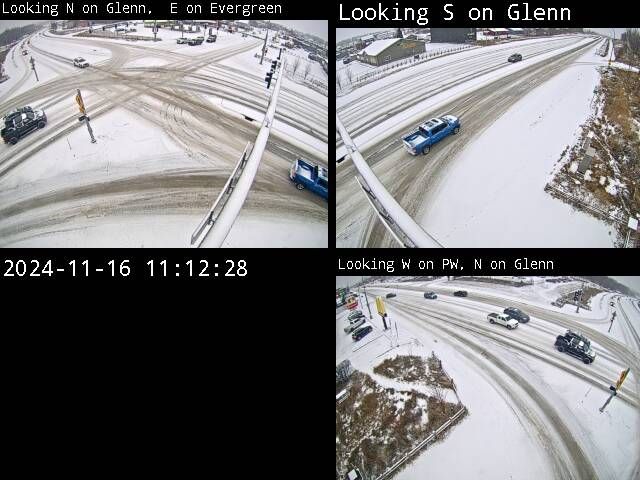 Looking N on Glenn,  E on Evergreen
Looking S on Glenn
2024-11-16 11:12:28
Looking W on PW, N on Glenn